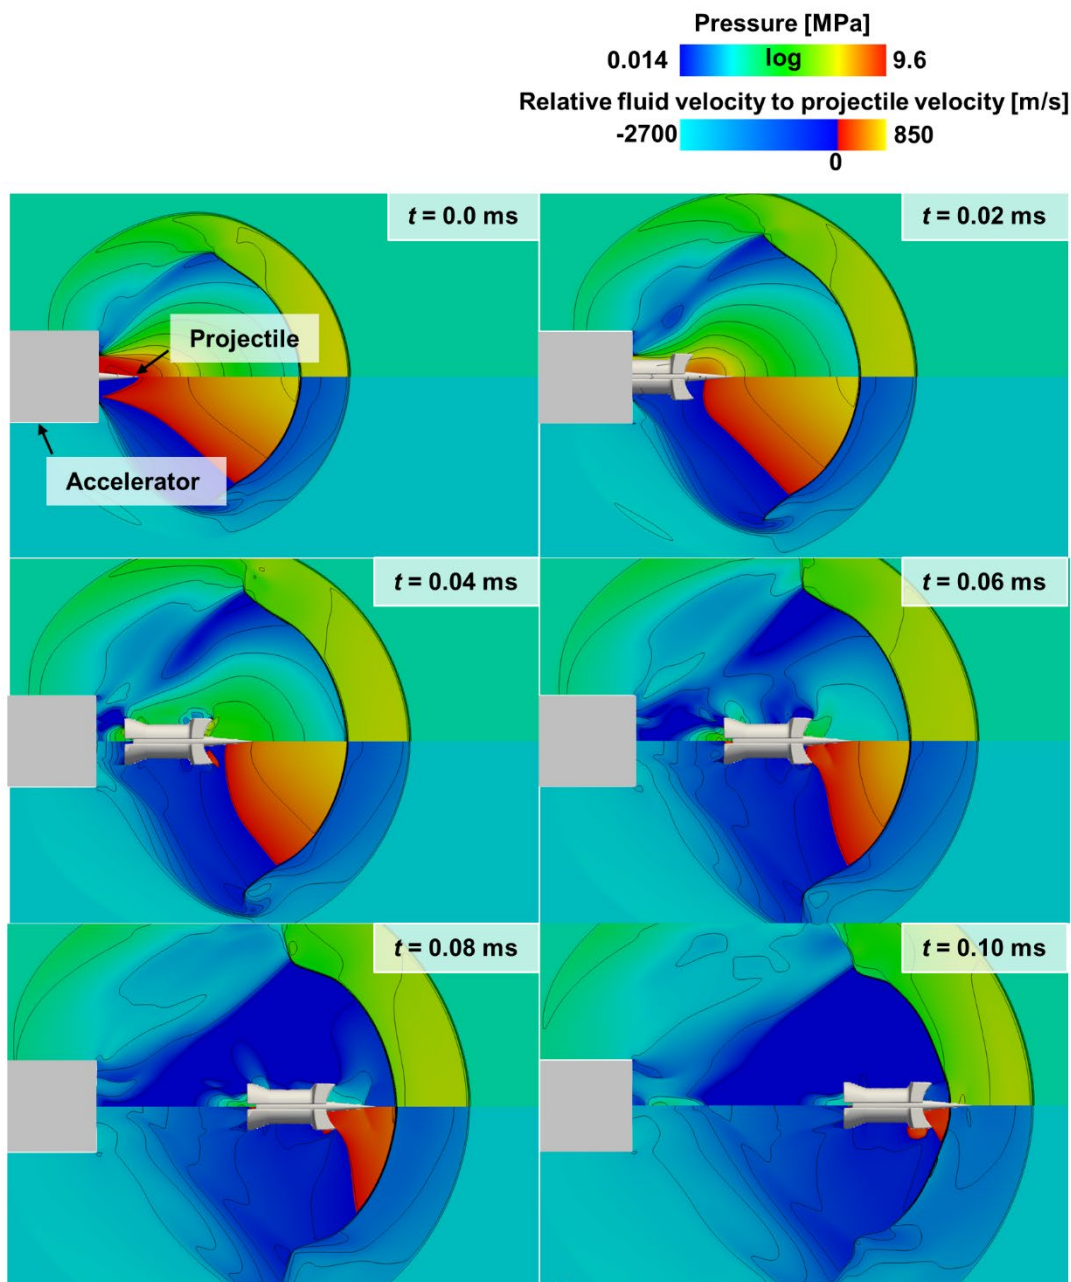 Pressure [MPa]
0.014 log 9.6
Relative fluid velocity to projectile velocity [m/s]
-2700 850
0
t = 0.0 ms
t = 0.02 ms
Projectile
Accelerator
t = 0.04 ms
t = 0.06 ms
t = 0.08 ms
t = 0.10 ms